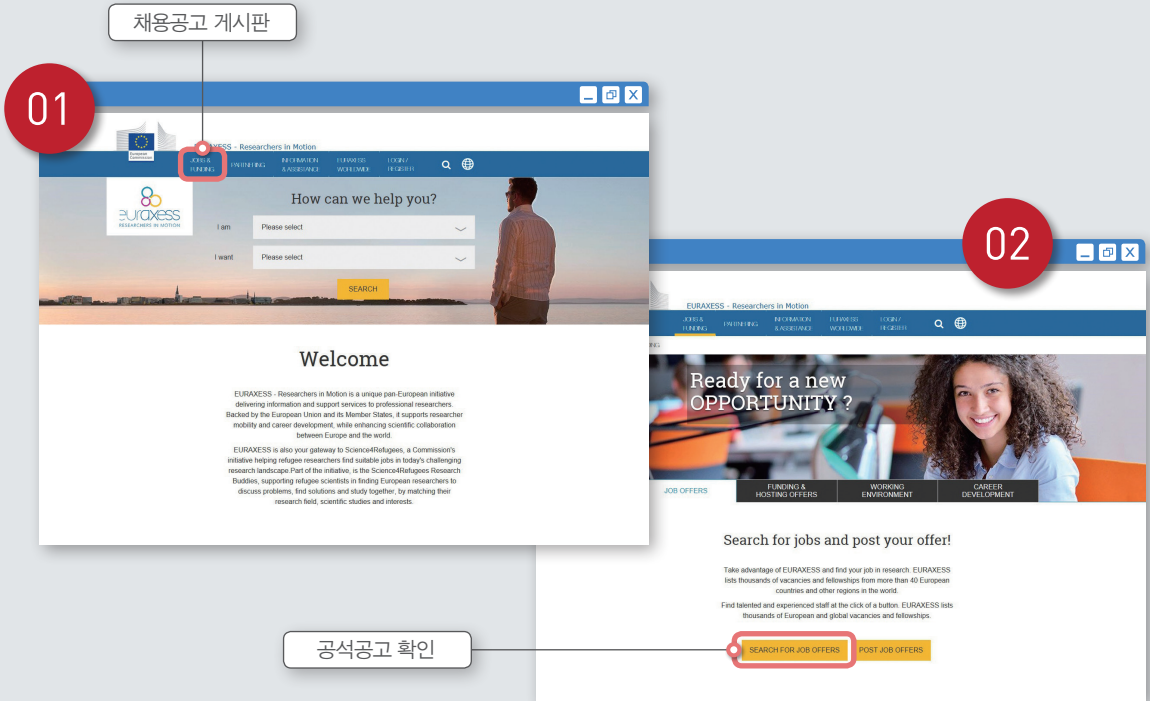 채용공고 게시판
01
European
Commission
AXESS - Researchers in Motion
JOBS &
FUNDING
PARTNERING
INFORMATION
& ASSISTANCE
EURAXESS
WORLDWIDE
LOGIN /
REGISTER
euraxess
RESEARCHERS IN MOTION
How can we help you?
I am
Please select
I want
Please select
SEARCH
Welcome
EURAXESS - Researchers in Motion is a unique pan-European initiative
delivering information and support services to professional researchers.
Backed by the European Union and its Member States, it supports researcher
mobility and career development, while enhancing scientific collaboration
between Europe and the world.
EURAXESS is also your gateway to Science4Refugees, a Commission's
initiative helping refugee researchers find suitable jobs in today's challenging
research landscape.Part of the initiative, is the Science4Refugees Research
Buddies, supporting refugee scientists in finding European researchers to
discuss problems, find solutions and study together, by matching their
research field, scientific studies and interests.
02
EURAXESS - Researchers in Motion
JOBS &
FUNDING
PARTNERING
INFORMATION
& ASSISTANCE
EURAXESS
WORLDWIDE
LOGIN /
REGISTER
NG
Ready for a new
OPPORTUNITY ?
JOB OFFERS
FUNDING &
HOSTING OFFERS
WORKING
ENVIRONMENT
CAREER
DEVELOPMENT
Search for jobs and post your offer!
Take advantage of EURAXESS and find your job in research. EURAXESS
lists thousands of vacancies and fellowships from more than 40 European
countries and other regions in the world.
Find talented and experienced staff at the click of a button. EURAXESS lists
thousands of European and global vacancies and fellowships.
공석공고 확인
SEARCH FOR JOB OFFERS
POST JOB OFFERS